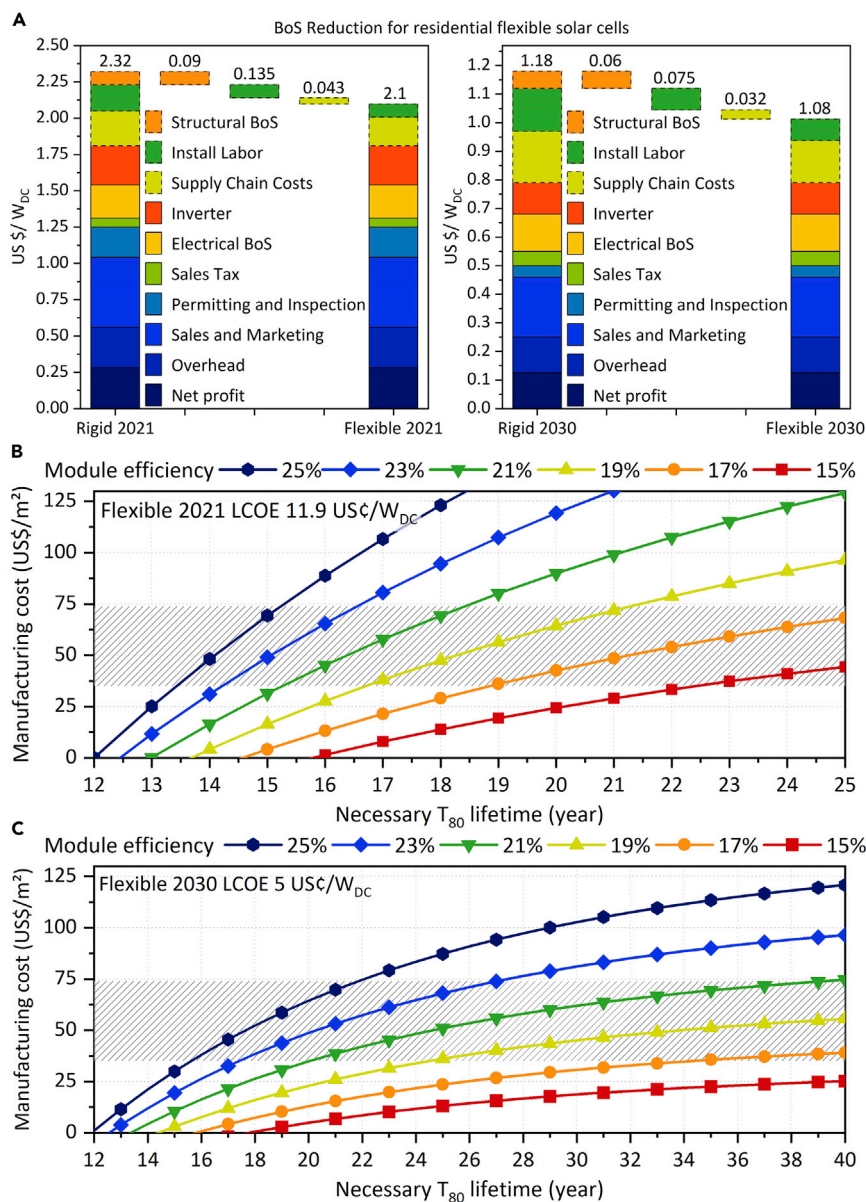 A
BoS Reduction for residential flexible solar cells
2.50
2.25
2.00
1.75
1.50
1.25
1.00
0.75
0.50
0.25
0.00
US $/ W_DC
2.32
0.09
0.135
0.043
2.1
Structural BoS
Install Labor
Supply Chain Costs
Inverter
Electrical BoS
Sales Tax
Permitting and Inspection
Sales and Marketing
Overhead
Net profit
Rigid 2021
Flexible 2021
1.2
1.1
1.0
0.9
0.8
0.7
0.6
0.5
0.4
0.3
0.2
0.1
0.0
US $/ W_DC
1.18
0.06
0.075
0.032
1.08
Structural BoS
Install Labor
Supply Chain Costs
Inverter
Electrical BoS
Sales Tax
Permitting and Inspection
Sales and Marketing
Overhead
Net profit
Rigid 2030
Flexible 2030
B
Module efficiency 25% 23% 21% 19% 17% 15%
Flexible 2021 LCOE 11.9 US¢/W_DC
Manufacturing cost (US$/m²)
125
100
75
50
25
0
12 13 14 15 16 17 18 19 20 21 22 23 24 25
Necessary T_80 lifetime (year)
C
Module efficiency 25% 23% 21% 19% 17% 15%
Flexible 2030 LCOE 5 US¢/W_DC
Manufacturing cost (US$/m²)
125
100
75
50
25
0
12 14 16 18 20 22 24 26 28 30 32 34 36 38 40
Necessary T_80 lifetime (year)